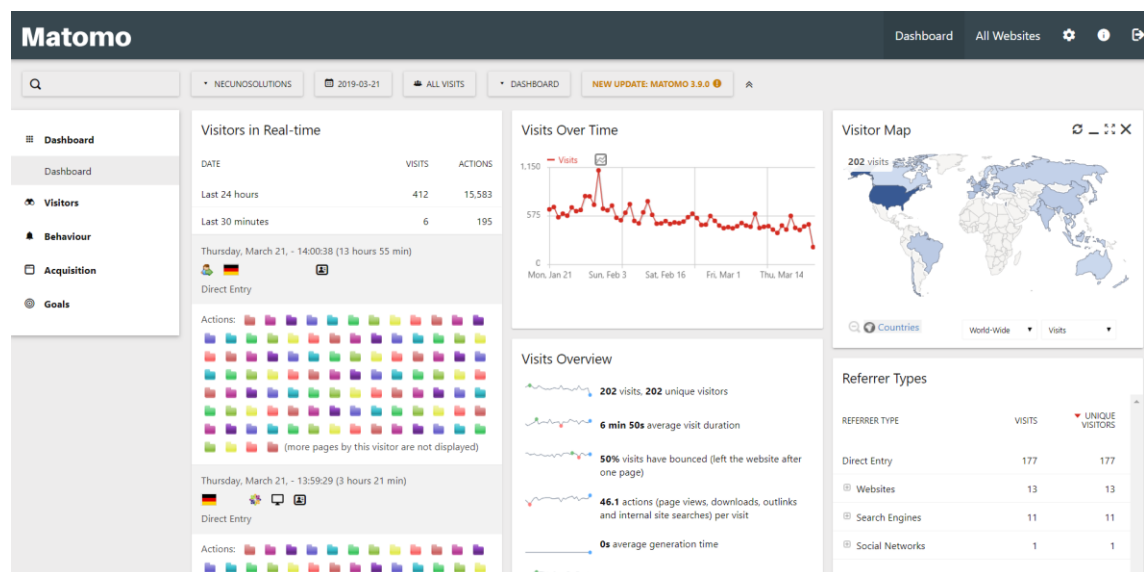 Matomo
Dashboard All Websites
NECUNOSOLUTIONS 2019-03-21 ALL VISITS DASHBOARD NEW UPDATE: MATOMO 3.9.0
Dashboard
Dashboard
Visitors
Behaviour
Acquisition
Goals
Visitors in Real-time
DATE VISITS ACTIONS
Last 24 hours 412 15,583
Last 30 minutes 6 195
Thursday, March 21, - 14:00:38 (13 hours 55 min)
Direct Entry
Actions:
(more pages by this visitor are not displayed)
Thursday, March 21, - 13:59:29 (3 hours 21 min)
Direct Entry
Actions:
Visits Over Time
Visits
1,150
575
0
Mon, Jan 21 Sun, Feb 3 Sat, Feb 16 Fri, Mar 1 Thu, Mar 14
Visits Overview
202 visits, 202 unique visitors
6 min 50s average visit duration
50% visits have bounced (left the website after
one page)
46.1 actions (page views, downloads, outlinks
and internal site searches) per visit
0s average generation time
Visitor Map
202 visits
Countries World-Wide Visits
Referrer Types
REFERRER TYPE VISITS UNIQUE
VISITORS
Direct Entry 177 177
Websites 13 13
Search Engines 11 11
Social Networks 1 1